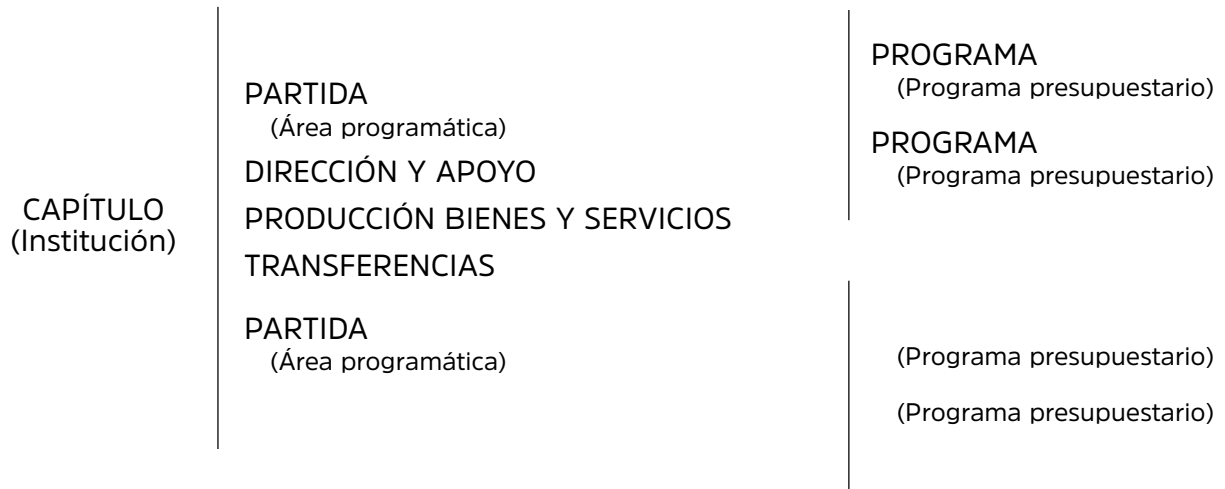 CAPÍTULO
(Institución)
PARTIDA
(Área programática)
DIRECCIÓN Y APOYO
PRODUCCIÓN BIENES Y SERVICIOS
TRANSFERENCIAS
PARTIDA
(Área programática)
PROGRAMA
(Programa presupuestario)
PROGRAMA
(Programa presupuestario)
(Programa presupuestario)
(Programa presupuestario)